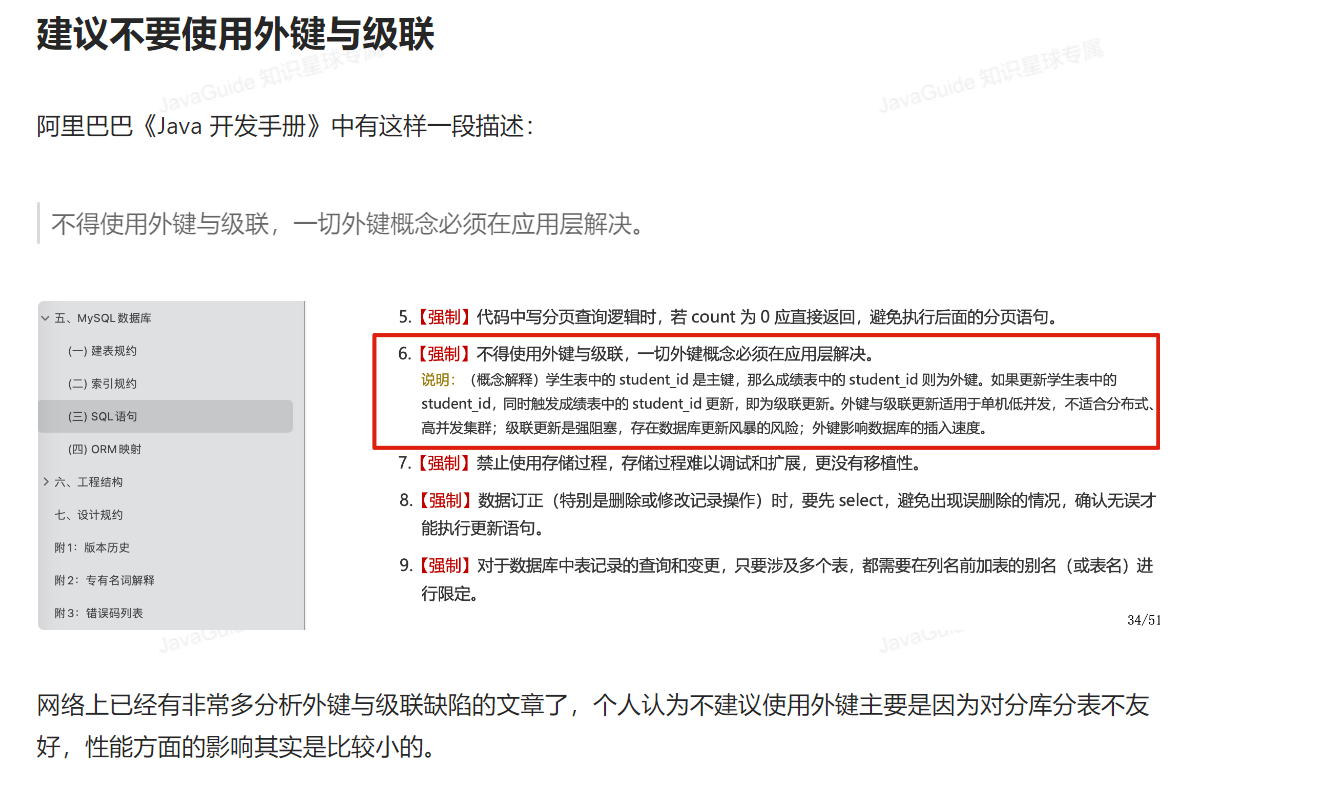 建议不要使用外键与级联
JavaGuide 知识星球专属
JavaGuide 知识星球专属
阿里巴巴《Java 开发手册》中有这样一段描述：
不得使用外键与级联，一切外键概念必须在应用层解决。
五、MySQL数据库
(一) 建表规约
(二) 索引规约
(三) SQL语句
(四) ORM映射
六、工程结构
七、设计规约
附1：版本历史
附2：专有名词解释
附3：错误码列表
5.【强制】代码中写分页查询逻辑时，若 count 为 0 应直接返回，避免执行后面的分页语句。
6.【强制】不得使用外键与级联，一切外键概念必须在应用层解决。
说明：（概念解释）学生表中的 student_id 是主键，那么成绩表中的 student_id 则为外键。如果更新学生表中的
student_id，同时触发成绩表中的 student_id 更新，即为级联更新。外键与级联更新适用于单机低并发，不适合分布式、
高并发集群；级联更新是强阻塞，存在数据库更新风暴的风险；外键影响数据库的插入速度。
7.【强制】禁止使用存储过程，存储过程难以调试和扩展，更没有移植性。
8.【强制】数据订正（特别是删除或修改记录操作）时，要先 select，避免出现误删除的情况，确认无误才
能执行更新语句。
9.【强制】对于数据库中表记录的查询和变更，只要涉及多个表，都需要在列名前加表的别名（或表名）进
行限定。
34/51
JavaGuide
JavaGuide
网络上已经有非常多分析外键与级联缺陷的文章了，个人认为不建议使用外键主要是因为对分库分表不友
好，性能方面的影响其实是比较小的。